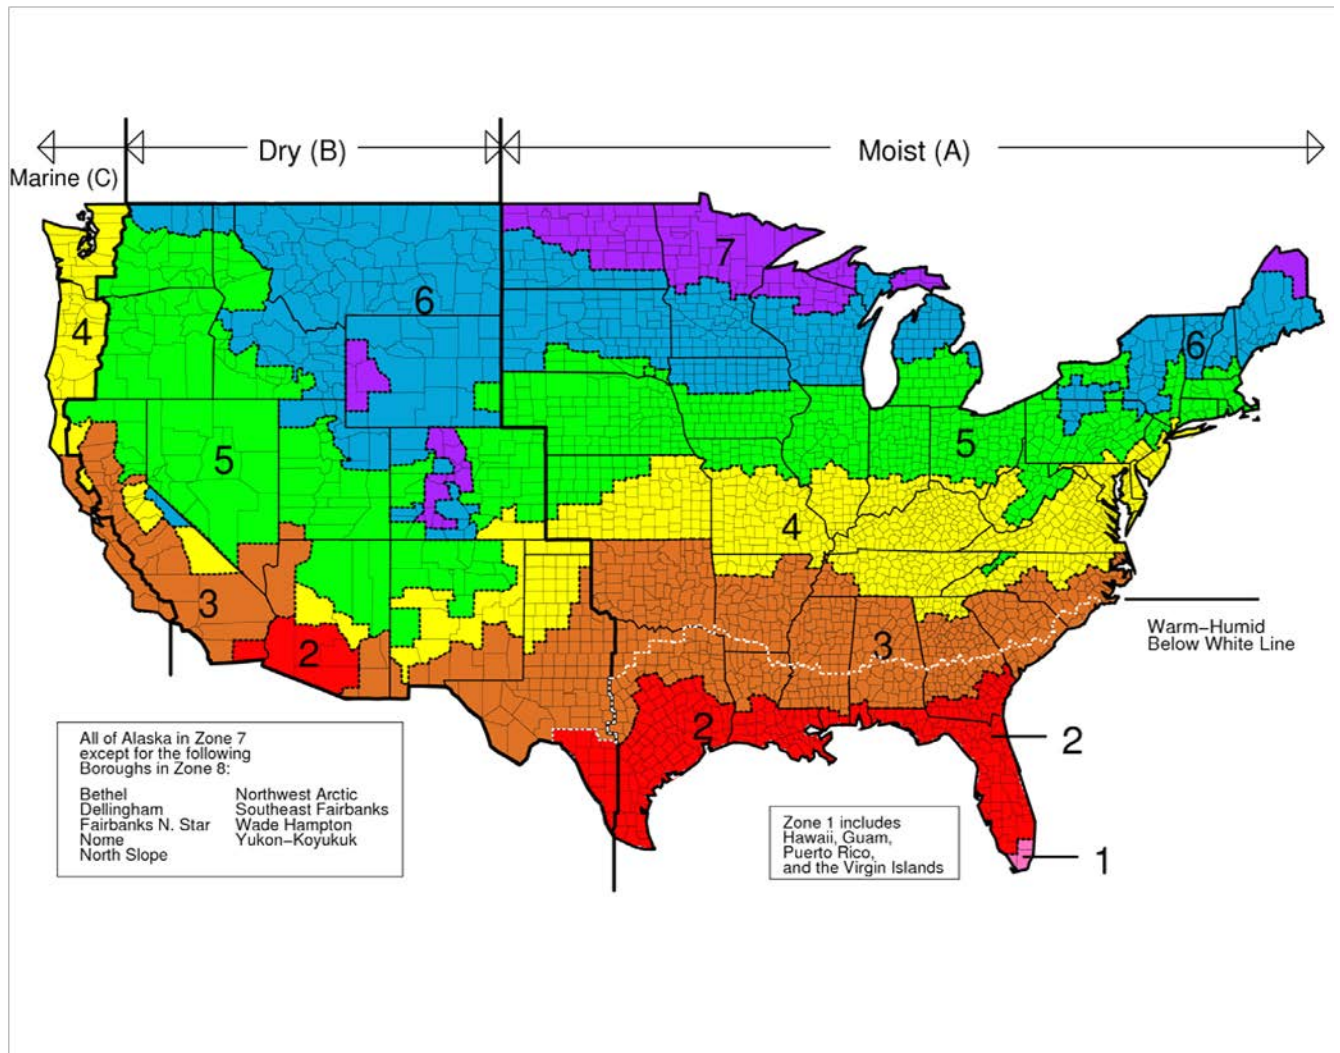 Dry (B)
Moist (A)
Marine (C)
7
6
4
6
5
5
4
3
3
2
2
2
1
Warm-Humid
Below White Line
All of Alaska in Zone 7
except for the following
Boroughs in Zone 8:
Bethel
Dellingham
Fairbanks N. Star
Nome
North Slope
Northwest Arctic
Southeast Fairbanks
Wade Hampton
Yukon-Koyukuk
Zone 1 includes
Hawaii, Guam,
Puerto Rico,
and the Virgin Islands